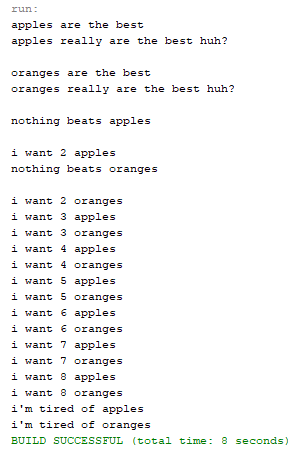 run:
apples are the best
apples really are the best huh?
oranges are the best
oranges really are the best huh?
nothing beats apples
i want 2 apples
nothing beats oranges
i want 2 oranges
i want 3 apples
i want 3 oranges
i want 4 apples
i want 4 oranges
i want 5 apples
i want 5 oranges
i want 6 apples
i want 6 oranges
i want 7 apples
i want 7 oranges
i want 8 apples
i want 8 oranges
i'm tired of apples
i'm tired of oranges
BUILD SUCCESSFUL (total time: 8 seconds)